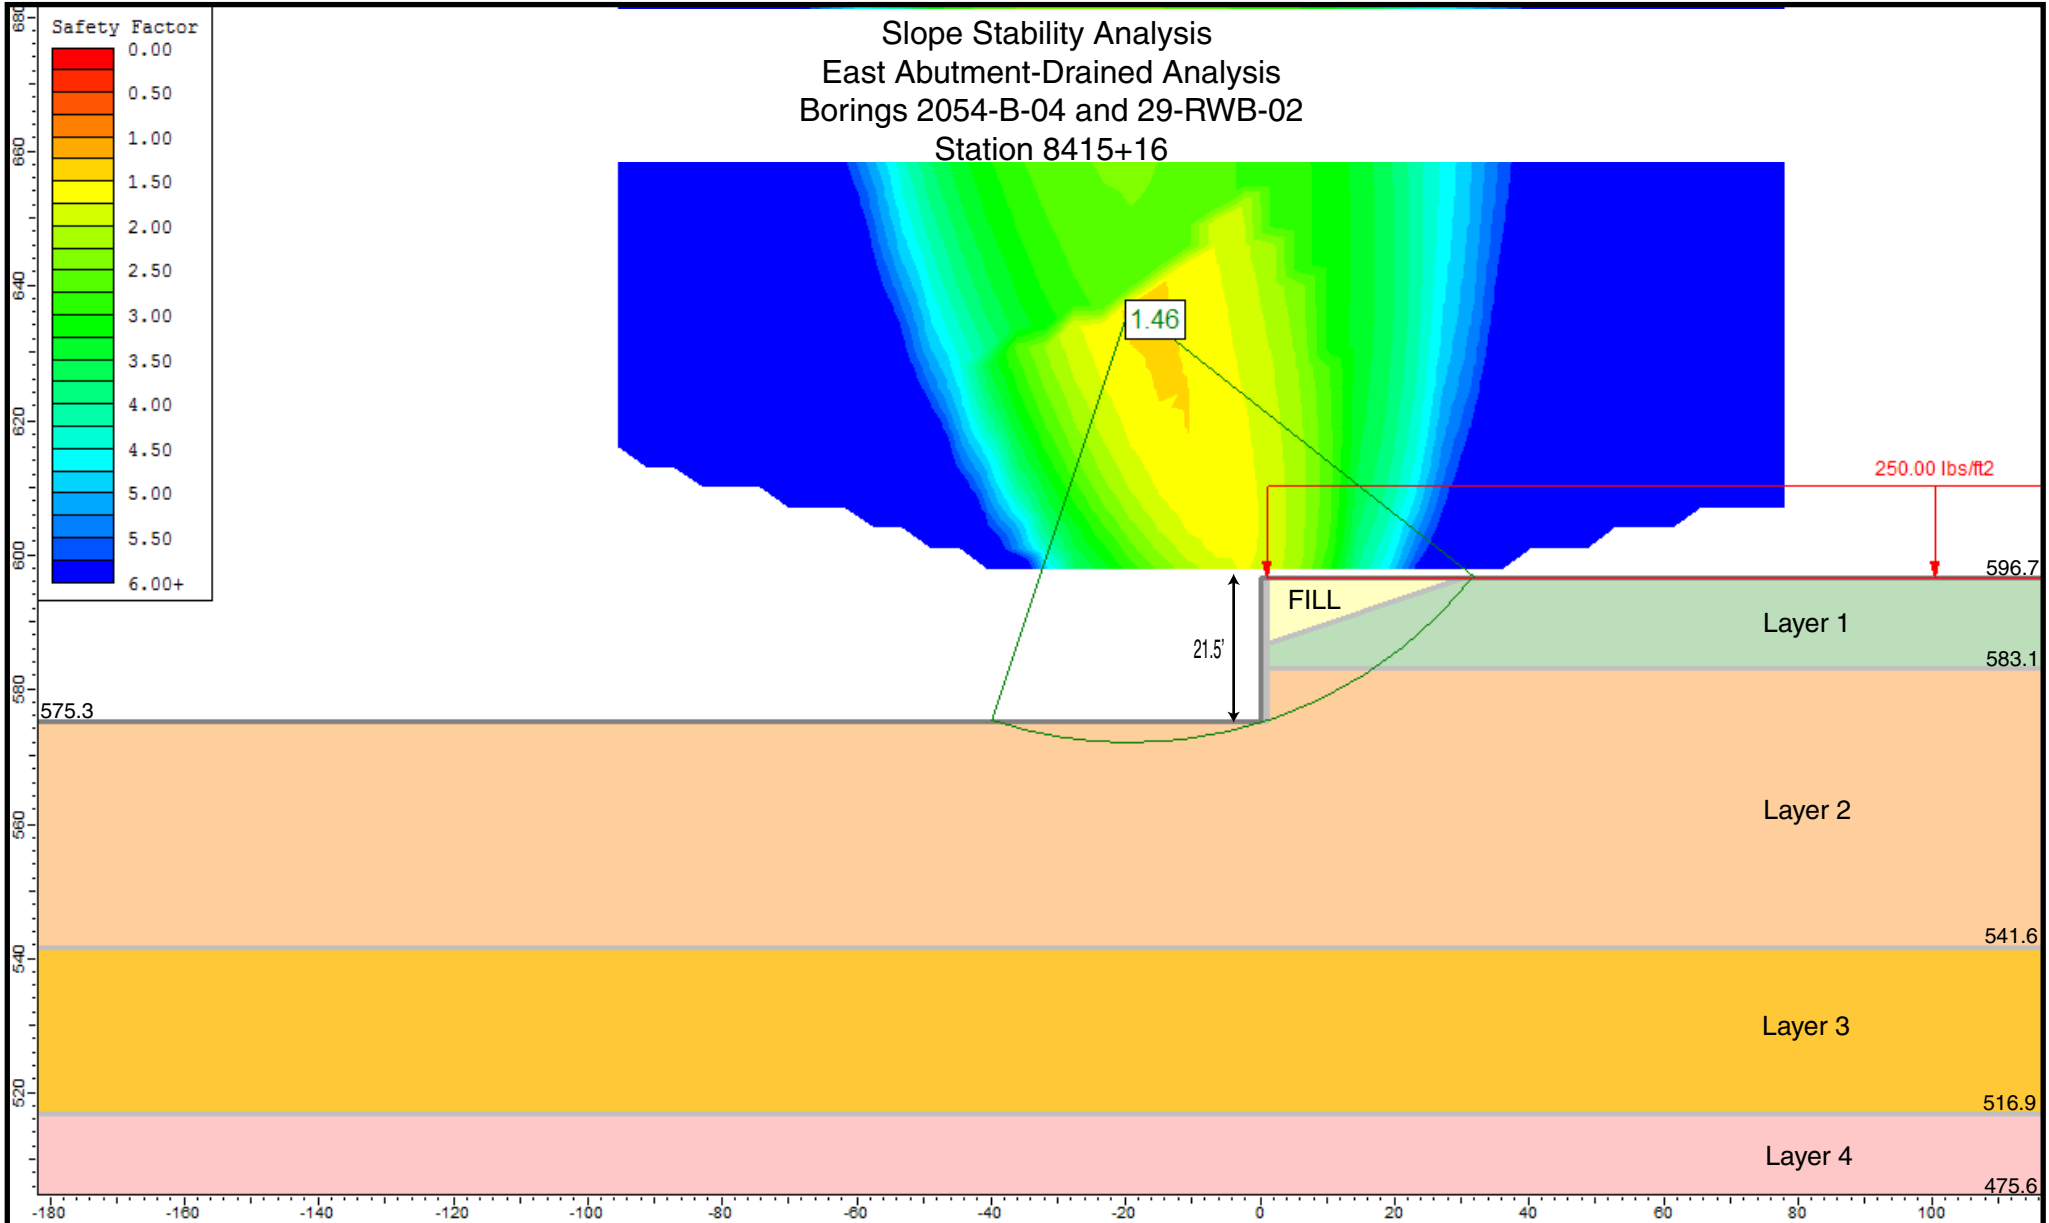 Slope Stability Analysis
East Abutment-Drained Analysis
Borings 2054-B-04 and 29-RWB-02
Station 8415+16
Safety Factor
0.00
0.50
1.00
1.50
2.00
2.50
3.00
3.50
4.00
4.50
5.00
5.50
6.00+
680
660
640
620
600
580
560
540
520
1.46
250.00 lbs/ft2
596.7
FILL
Layer 1
21.5'
583.1
575.3
Layer 2
541.6
Layer 3
516.9
Layer 4
475.6
-180 -160 -140 -120 -100 -80 -60 -40 -20 0 20 40 60 80 100